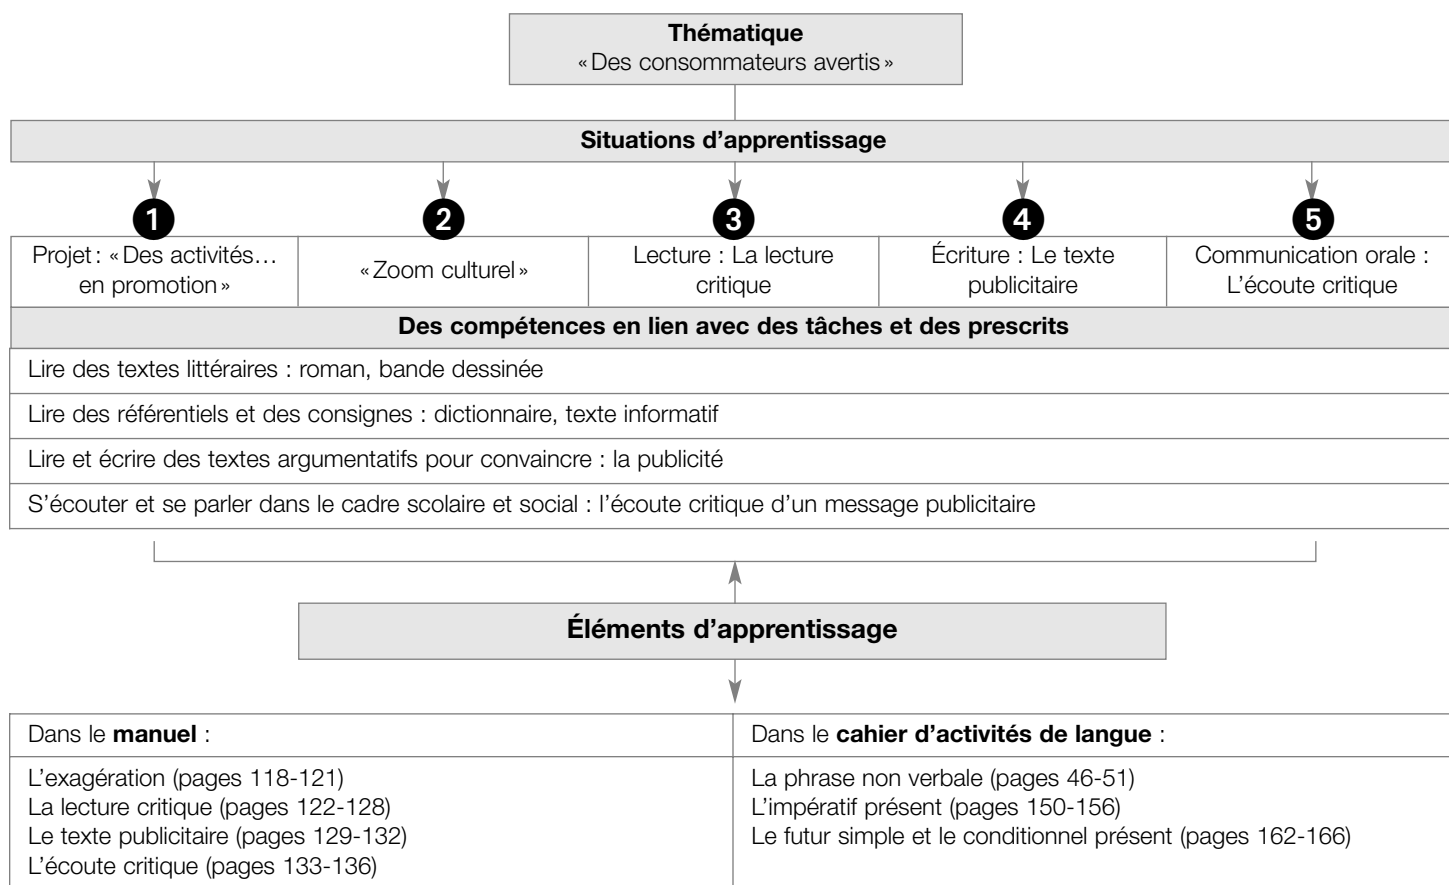 Thématique
« Des consommateurs avertis »
Situations d'apprentissage
1
2
3
4
5
Projet : « Des activités…
en promotion »
« Zoom culturel »
Lecture : La lecture
critique
Écriture : Le texte
publicitaire
Communication orale :
L'écoute critique
Des compétences en lien avec des tâches et des prescrits
Lire des textes littéraires : roman, bande dessinée
Lire des référentiels et des consignes : dictionnaire, texte informatif
Lire et écrire des textes argumentatifs pour convaincre : la publicité
S'écouter et se parler dans le cadre scolaire et social : l'écoute critique d'un message publicitaire
Éléments d'apprentissage
Dans le manuel :
L'exagération (pages 118-121)
La lecture critique (pages 122-128)
Le texte publicitaire (pages 129-132)
L'écoute critique (pages 133-136)
Dans le cahier d'activités de langue :
La phrase non verbale (pages 46-51)
L'impératif présent (pages 150-156)
Le futur simple et le conditionnel présent (pages 162-166)